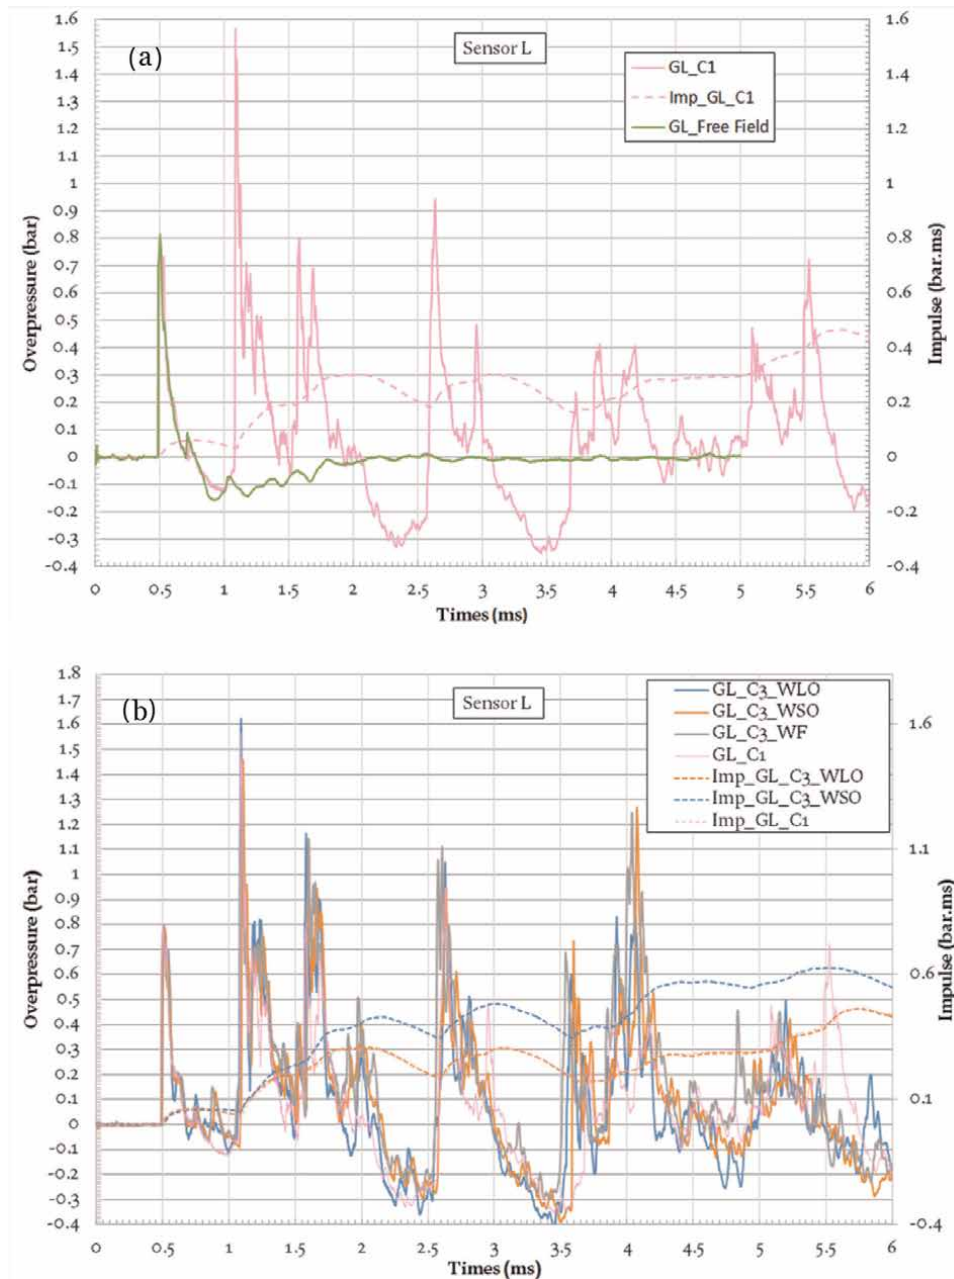 (a)
Sensor L
GL_C1
Imp_GL_C1
GL_Free Field
Overpressure (bar)
1.6
1.5
1.4
1.3
1.2
1.1
1
0.9
0.8
0.7
0.6
0.5
0.4
0.3
0.2
0.1
0
-0.1
-0.2
-0.3
-0.4
Impulse (bar.ms)
1.6
1.4
1.2
1
0.8
0.6
0.4
0.2
0
-0.2
-0.4
0 0.5 1 1.5 2 2.5 3 3.5 4 4.5 5 5.5 6
Times (ms)
(b)
Sensor L
GL_C3_WLO
GL_C3_WSO
GL_C3_WF
GL_C1
Imp_GL_C3_WLO
Imp_GL_C3_WSO
Imp_GL_C1
Overpressure (bar)
1.8
1.7
1.6
1.5
1.4
1.3
1.2
1.1
1
0.9
0.8
0.7
0.6
0.5
0.4
0.3
0.2
0.1
0
-0.1
-0.2
-0.3
-0.4
Impulse (bar.ms)
1.6
1.1
0.6
0.1
-0.4
0 0.5 1 1.5 2 2.5 3 3.5 4 4.5 5 5.5 6
Times (ms)